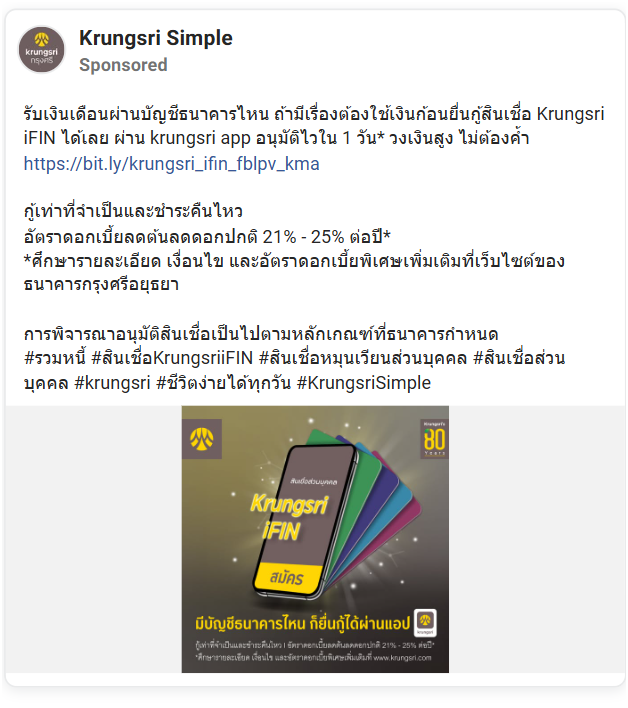 Krungsri Simple
krungsri
กรุงศรี
Sponsored
รับเงินเดือนผ่านบัญชีธนาคารไหน ถ้ามีเรื่องต้องใช้เงินก้อนยื่นกู้สินเชื่อ Krungsri
iFIN ได้เลย ผ่าน krungsri app อนุมัติไวใน 1 วัน* วงเงินสูง ไม่ต้องค้ำ
https://bit.ly/krungsri_ifin_fblpv_kma
กู้เท่าที่จำเป็นและชำระคืนไหว
อัตราดอกเบี้ยลดต้นลดดอกปกติ 21% - 25% ต่อปี*
*ศึกษารายละเอียด เงื่อนไข และอัตราดอกเบี้ยพิเศษเพิ่มเติมที่เว็บไซต์ของ
ธนาคารกรุงศรีอยุธยา
การพิจารณาอนุมัติสินเชื่อเป็นไปตามหลักเกณฑ์ที่ธนาคารกำหนด
#รวมหนี้ #สินเชื่อKrungsriiFIN #สินเชื่อหมุนเวียนส่วนบุคคล #สินเชื่อส่วน
บุคคล #krungsri #ชีวิตง่ายได้ทุกวัน #KrungsriSimple
Krungsri
80
Years
สินเชื่อส่วนบุคคล
Krungsri
iFIN
สมัคร
มีบัญชีธนาคารไหน ก็ยื่นกู้ได้ผ่านแอป
krungsri
กู้เท่าที่จำเป็นและชำระคืนไหว | อัตราดอกเบี้ยลดต้นลดดอกปกติ 21% - 25% ต่อปี*
*ศึกษารายละเอียด เงื่อนไข และอัตราดอกเบี้ยพิเศษเพิ่มเติมที่ www.krungsri.com